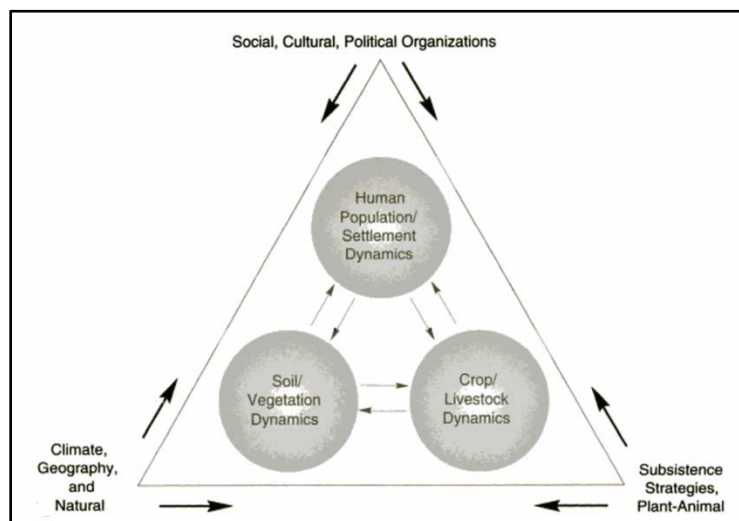 Social, Cultural, Political Organizations
Human
Population/
Settlement
Dynamics
Soil/
Vegetation
Dynamics
Crop/
Livestock
Dynamics
Climate,
Geography,
and
Natural
Subsistence
Strategies,
Plant-Animal